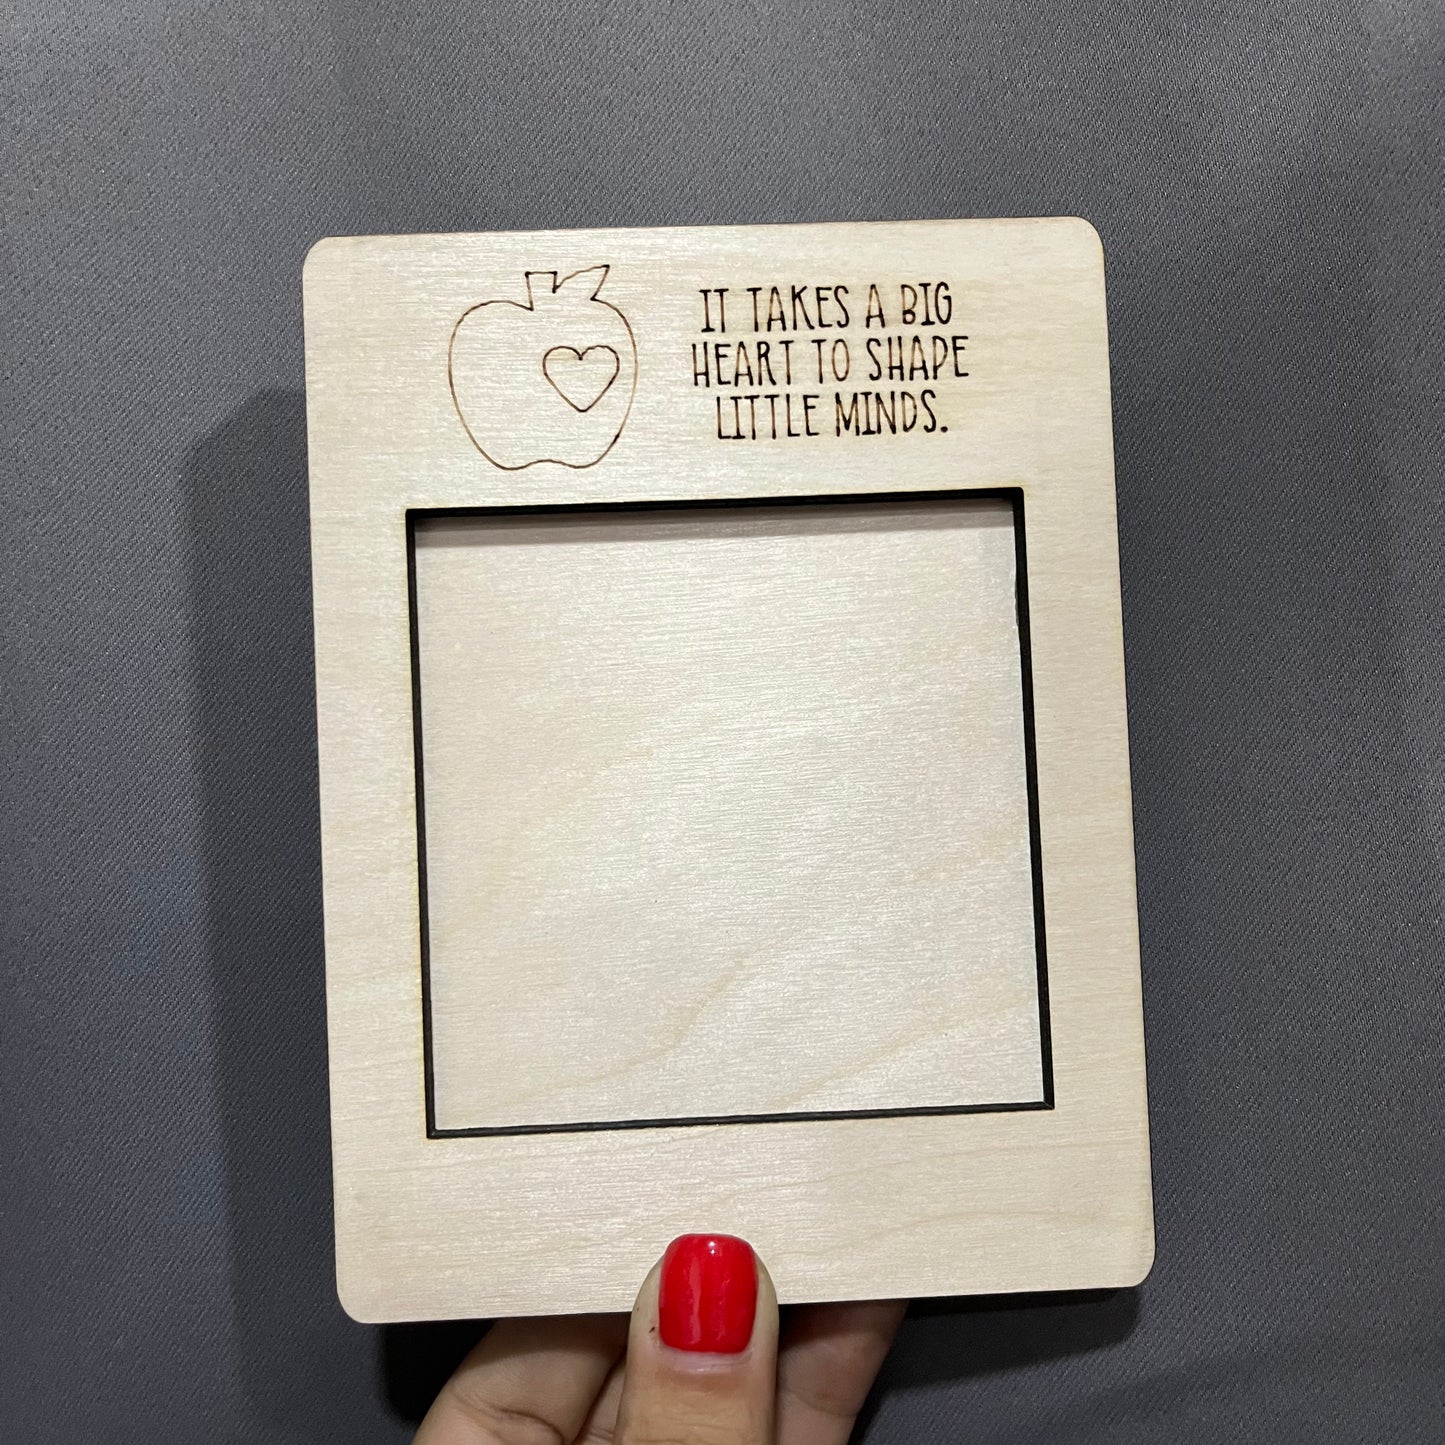 IT TAKES A BIG
HEART TO SHAPE
LITTLE MINDS.